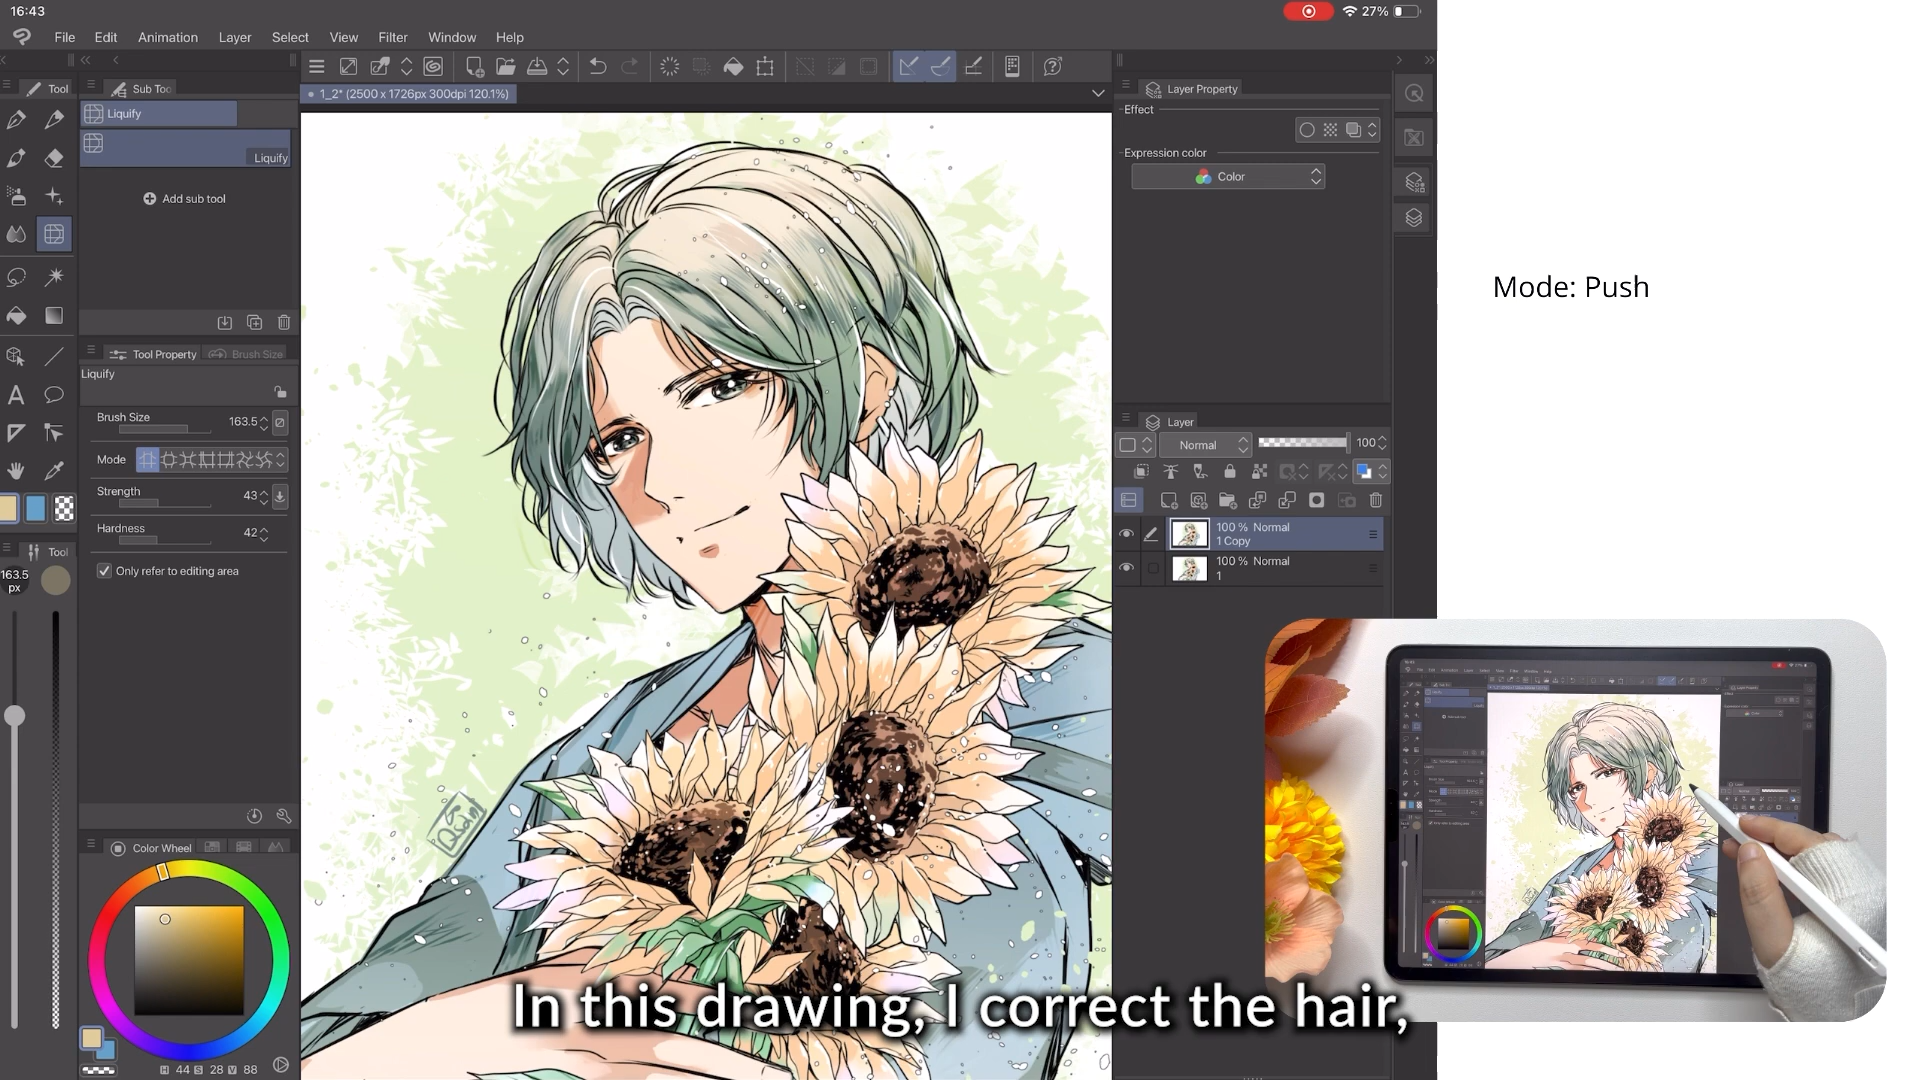 16:43
27%
File Edit Animation Layer Select View Filter Window Help
Tool
Sub Too
1_2* (2500 x 1726px 300dpi 120.1%)
Layer Property
Liquify
Liquify
Add sub tool
Effect
Expression color
Color
Mode: Push
Tool Property
Brush Size
Liquify
Brush Size 163.5
Mode
Strength 43
Hardness 42
Only refer to editing area
Tool
163.5
px
Layer
Normal 100
100 % Normal
1 Copy
100 % Normal
1
Color Wheel
H 44 S 28 V 88
In this drawing, I correct the hair,